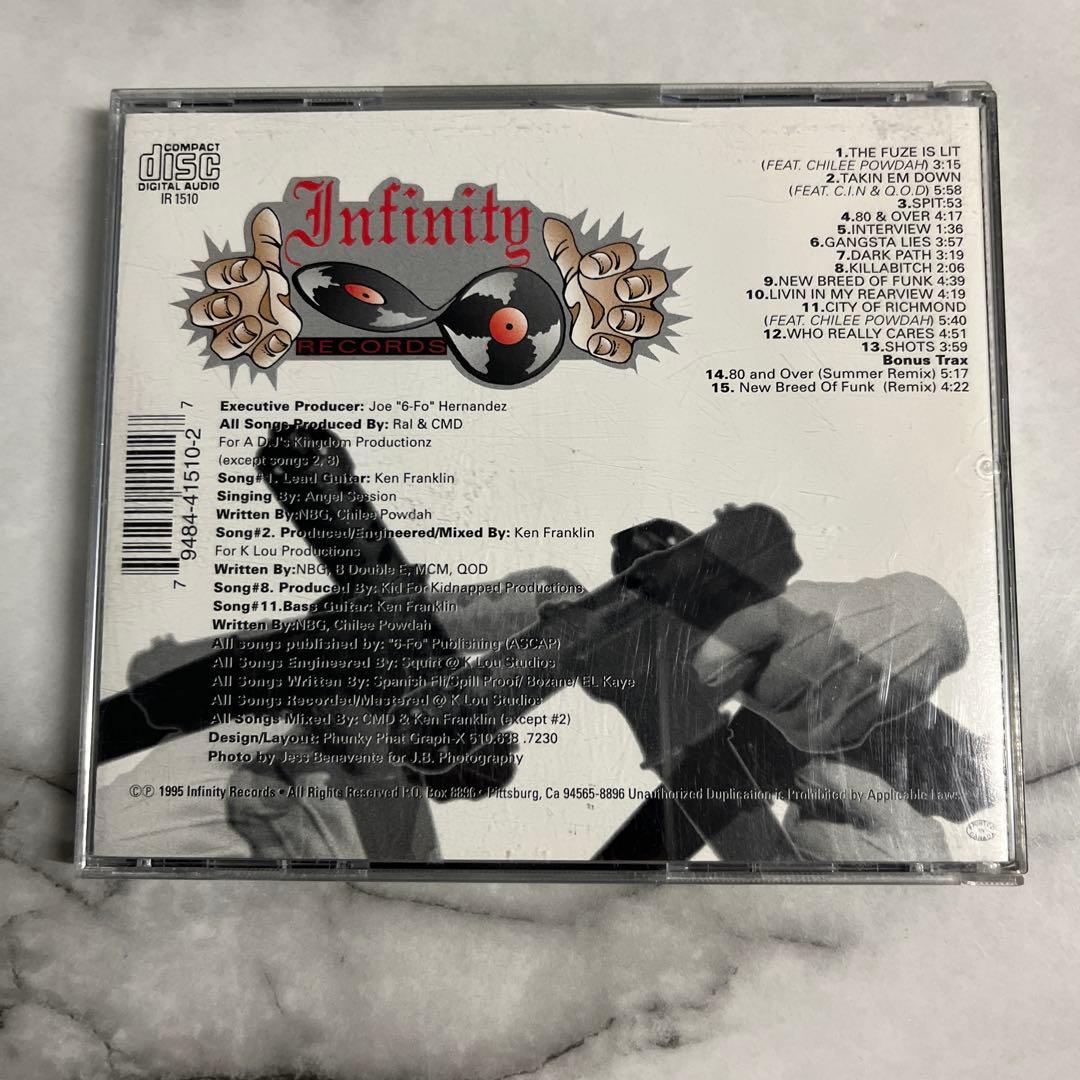 COMPACT
disc
DIGITAL AUDIO
IR 1510
Infinity
RECORDS
1.THE FUZE IS LIT
(FEAT. CHILEE POWDAH) 3:15
2.TAKIN EM DOWN
(FEAT. C.I.N & Q.O.D) 5:58
3.SPIT:53
4.80 & OVER 4:17
5.INTERVIEW 1:36
6.GANGSTA LIES 3:57
7.DARK PATH 3:19
8.KILLABITCH 2:06
9.NEW BREED OF FUNK 4:39
10.LIVIN IN MY REARVIEW 4:19
11.CITY OF RICHMOND
(FEAT. CHILEE POWDAH) 5:40
12.WHO REALLY CARES 4:51
13.SHOTS 3:59
Bonus Trax
14.80 and Over (Summer Remix) 5:17
15. New Breed Of Funk (Remix) 4:22
7 9484-41510-2 7
Executive Producer: Joe "6-Fo" Hernandez
All Songs Produced By: Ral & CMD
For A D.J's Kingdom Productionz
(except songs 2, 8)
Song#1. Lead Guitar: Ken Franklin
Singing By: Angel Session
Written By:NBG, Chilee Powdah
Song#2. Produced/Engineered/Mixed By: Ken Franklin
For K Lou Productions
Written By:NBG, 8 Double E, MCM, QOD
Song#8. Produced By: Kid For Kidnapped Productions
Song#11.Bass Guitar: Ken Franklin
Written By:NBG, Chilee Powdah
All songs published by: "6-Fo" Publishing (ASCAP)
All Songs Engineered By: Squirt @ K Lou Studios
All Songs Written By: Spanish Fli/Spill Proof/ Bozane/ EL Kaye
All Songs Recorded/Mastered @ K Lou Studios
All Songs Mixed By: CMD & Ken Franklin (except #2)
Design/Layout: Phunky Phat Graph-X 510.638 .7230
Photo by Jess Benavente for J.B. Photography
©℗ 1995 Infinity Records • All Rights Reserved P.O. Box 8896 • Pittsburg, Ca 94565-8896 Unauthorized Duplication is Prohibited by Applicable Laws